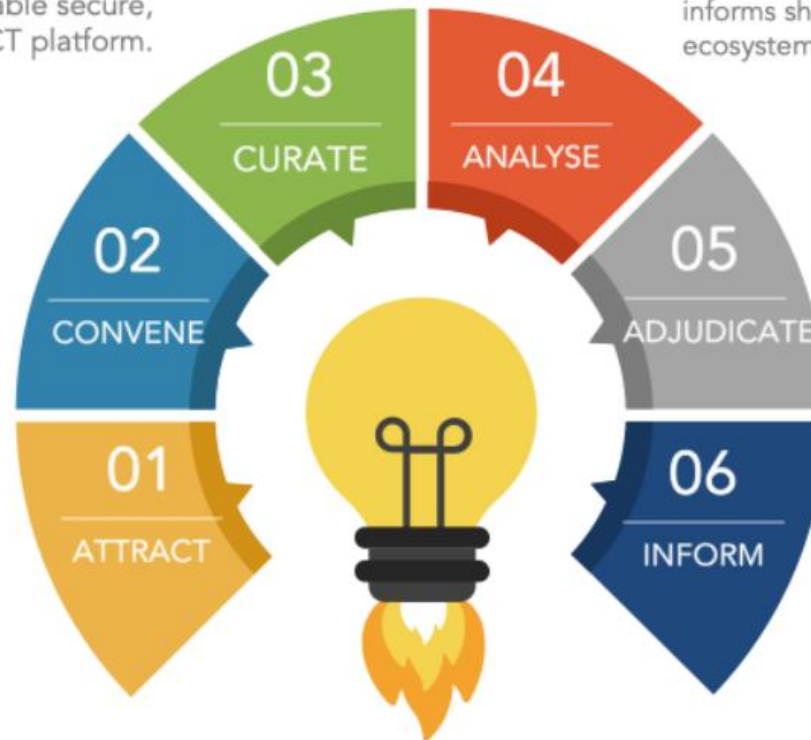 able secure,
CT platform.
informs sh
ecosystem
03
CURATE
04
ANALYSE
02
CONVENE
05
ADJUDICATE
01
ATTRACT
06
INFORM